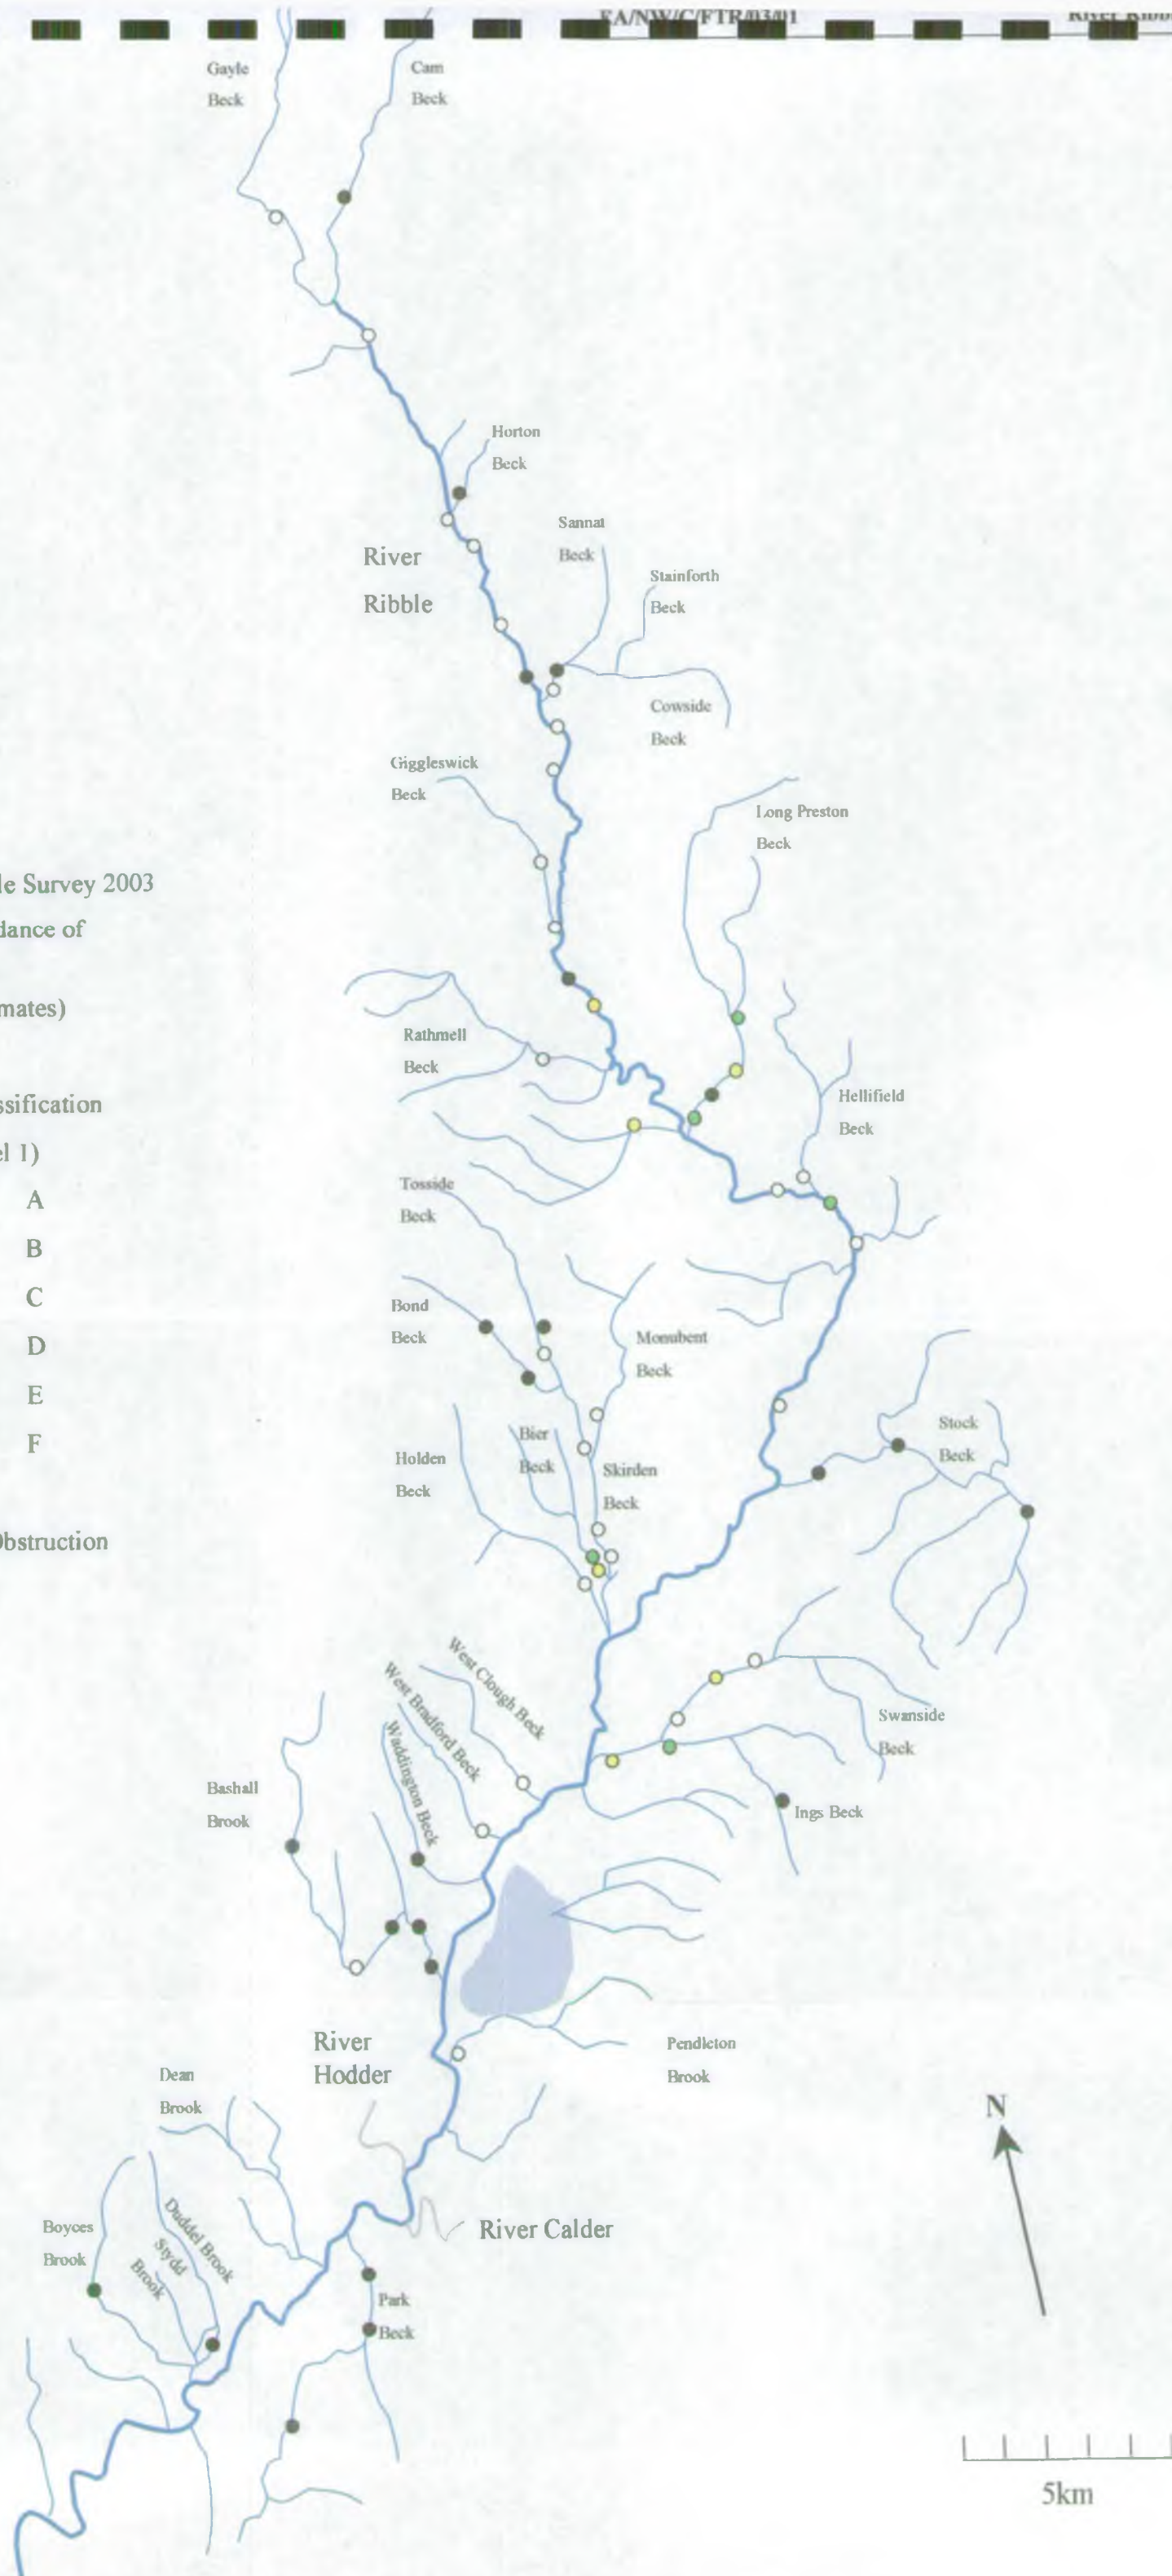 EA/NW/C/FTR/03/01
Gayle
Beck
Cam
Beck
Horton
Beck
Sannat
Beck
River
Ribble
Stainforth
Beck
Cowside
Beck
Giggleswick
Beck
Long Preston
Beck
le Survey 2003
dance of
mates)
Rathmell
Beck
Hellifield
Beck
ssification
el 1)
A
B
C
D
E
F
Obstruction
Tosside
Beck
Bond
Beck
Monubent
Beck
Stock
Beck
Bier
Beck
Holden
Beck
Skirden
Beck
West Clough Beck
West Bradford Beck
Waddington Beck
Swanside
Beck
Bashall
Brook
Ings Beck
River
Hodder
Pendleton
Brook
Dean
Brook
N
Boyces
Brook
Duddel Brook
Stydd
Brook
River Calder
Park
Beck
5km